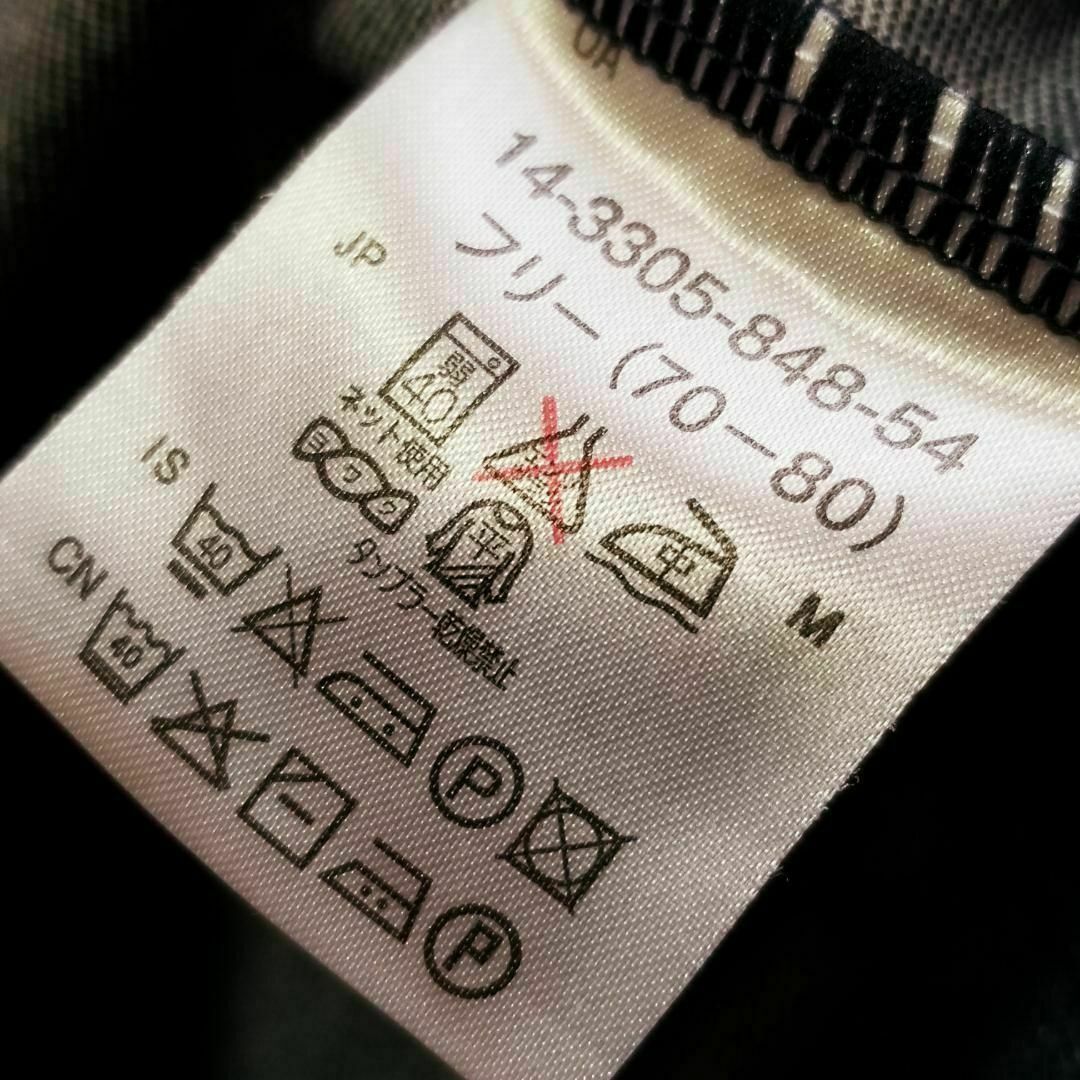 14-3305-848-54
フリー (70—80)
JP
弱
40
ネット使用
中
平
タンブラー乾燥禁止
M
IS
40
P
CN
40
P